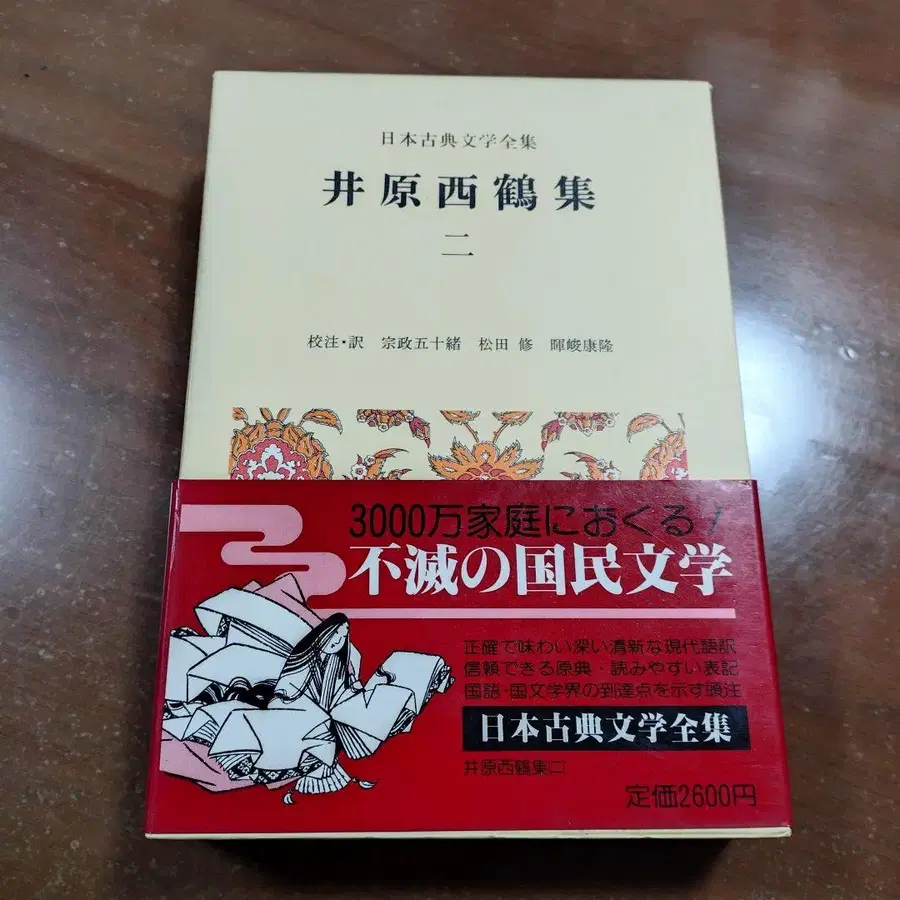 日本古典文学全集
井原西鶴集
二
校注・訳 宗政五十緒 松田 修 暉峻康隆
3000万家庭におくる!
不滅の国民文学
正確で味わい深い清新な現代語訳
信頼できる原典・読みやすい表記
国語・国文学界の到達点を示す頭注
日本古典文学全集
井原西鶴集㈡
定価2600円